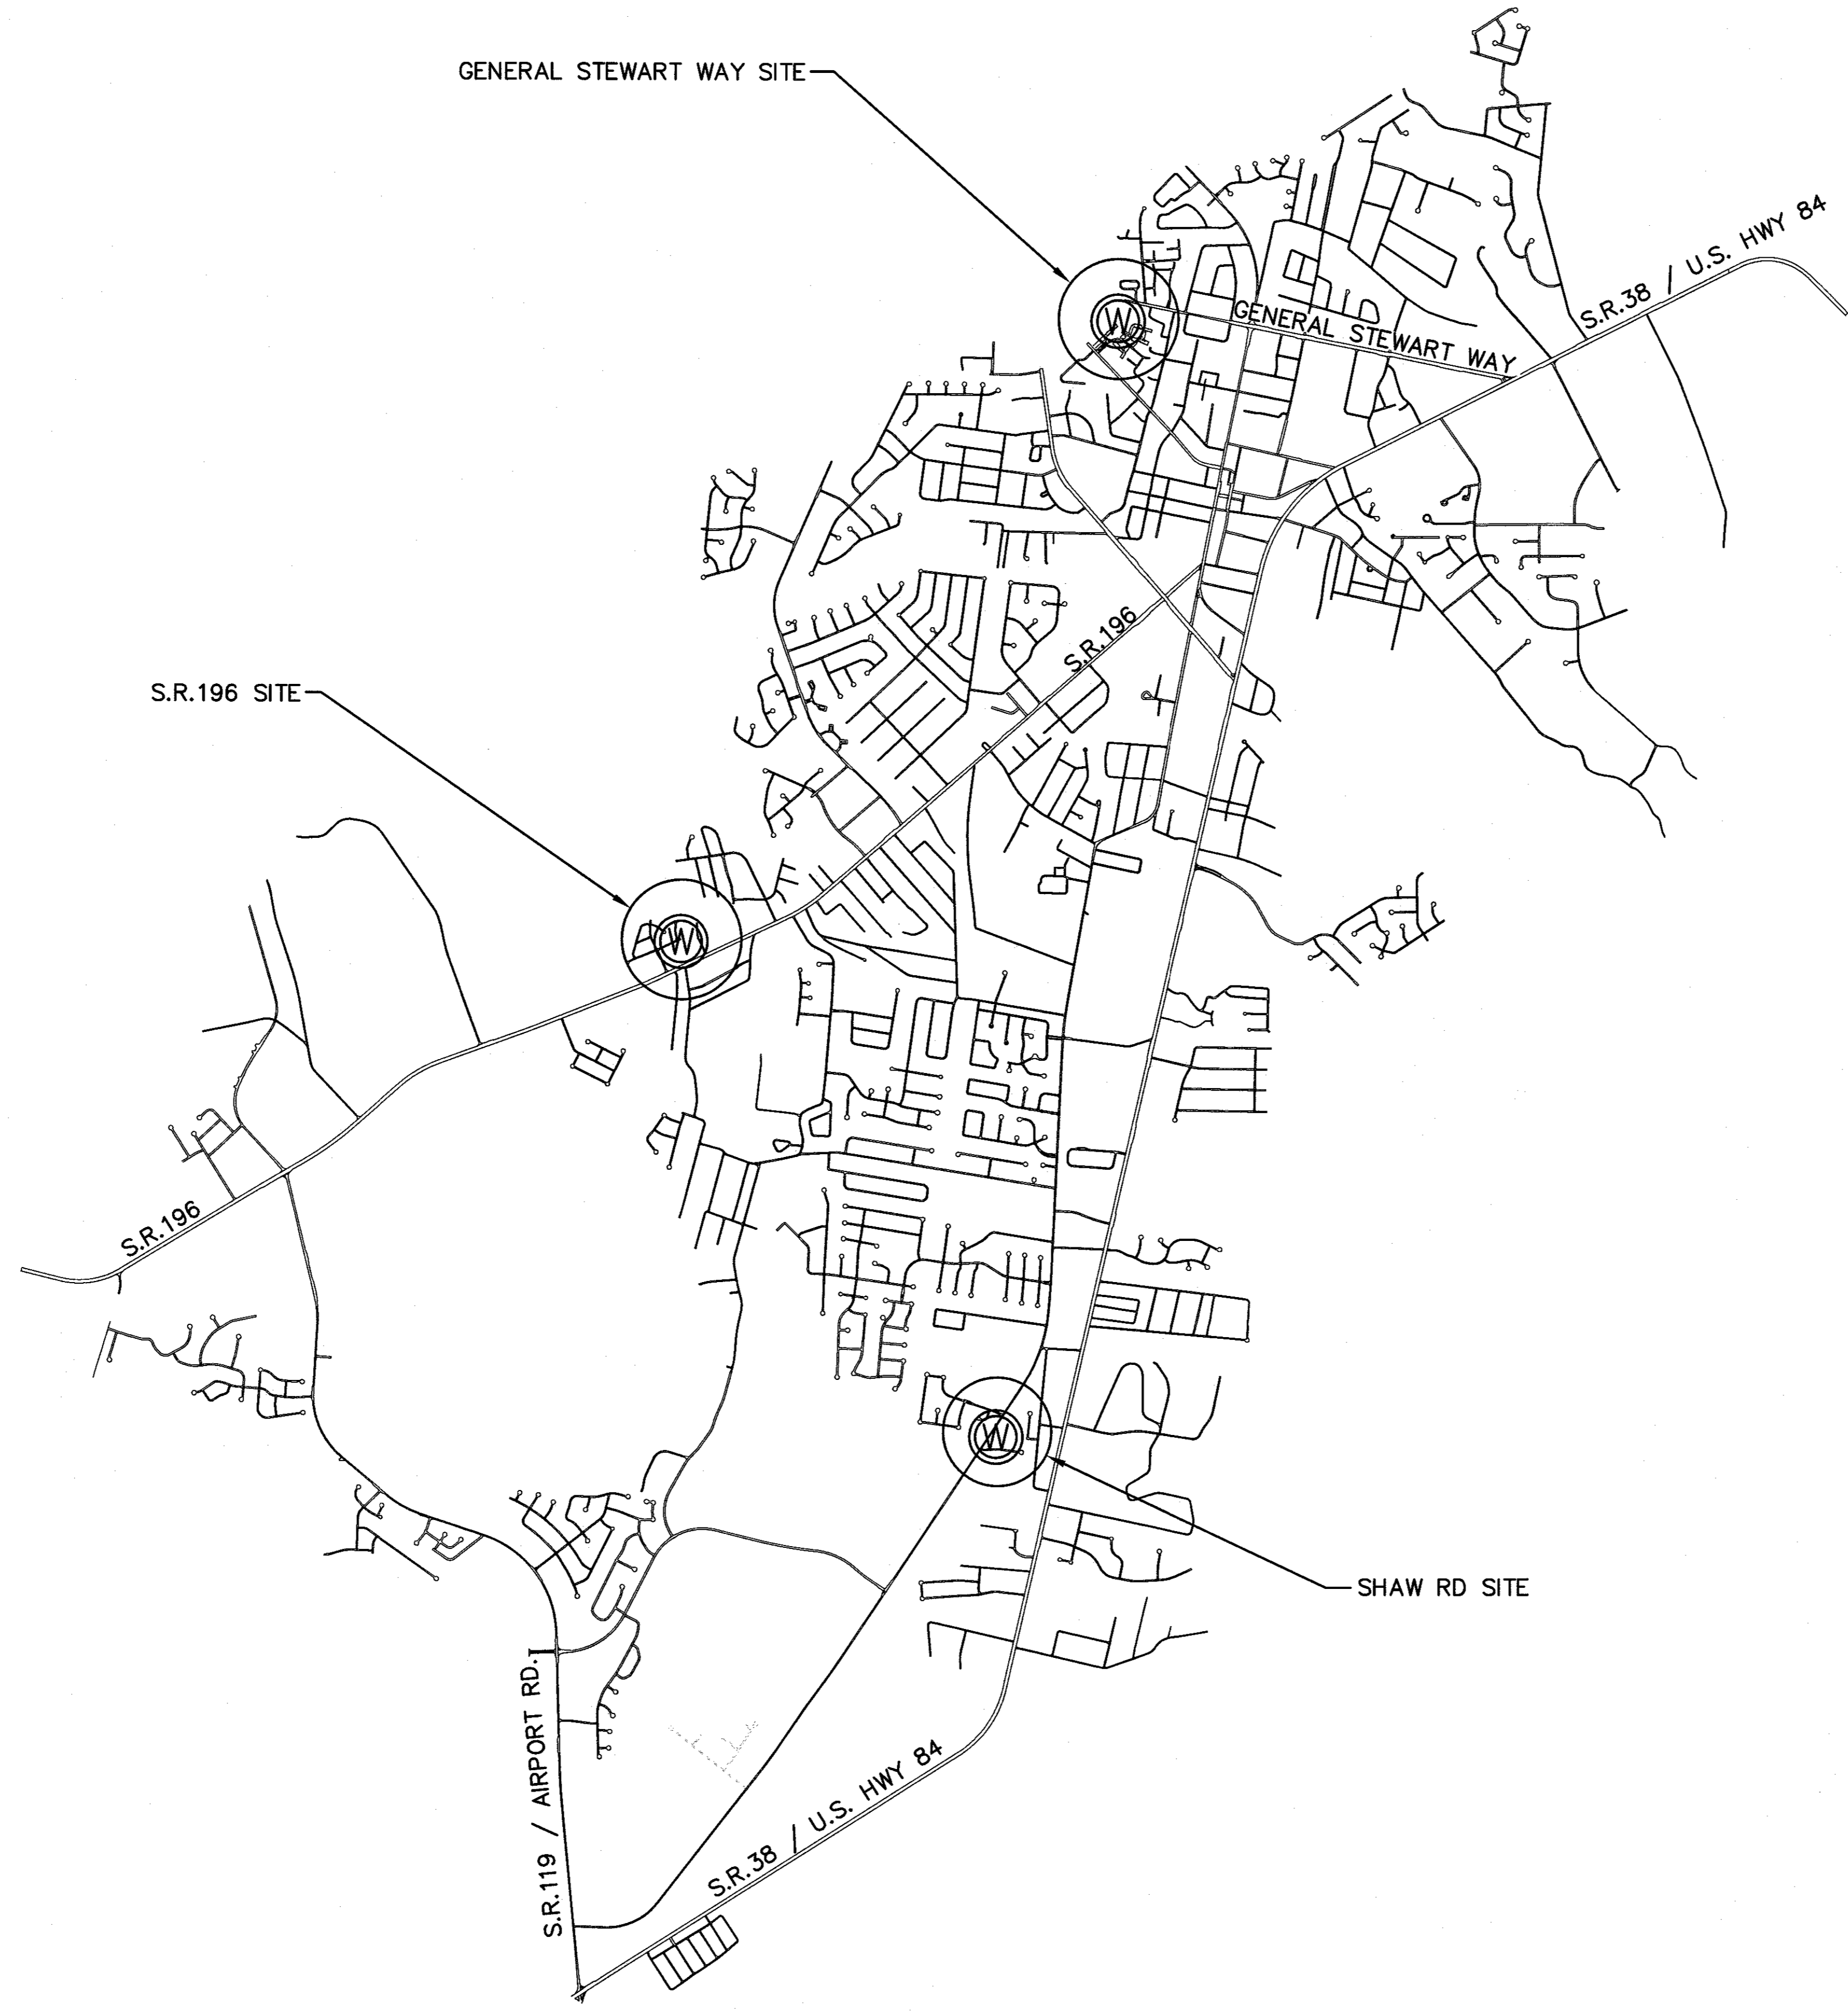 GENERAL STEWART WAY SITE
S.R.38 / U.S. HWY 84
W
GENERAL STEWART WAY
S.R.196
S.R.196 SITE
W
S.R.196
W
SHAW RD SITE
S.R.119 / AIRPORT RD.
S.R.38 / U.S. HWY 84